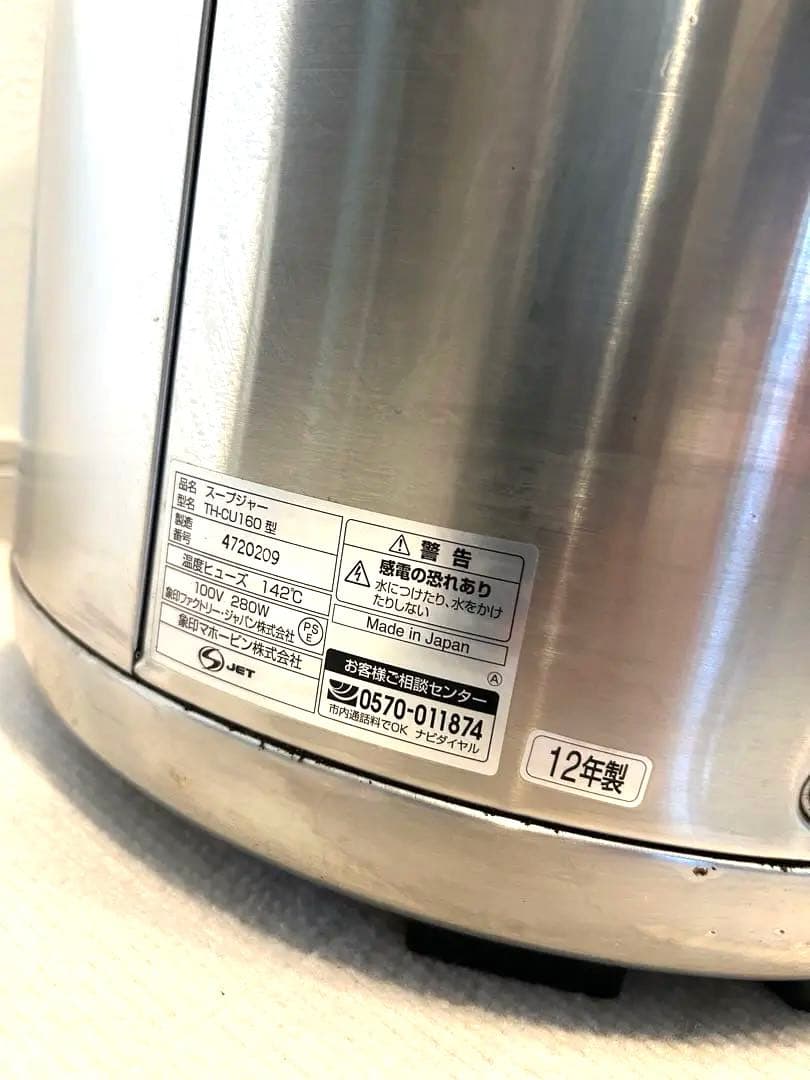 品名 スープジャー
型名 TH-CU160 型
製造
番号 4720209
温度ヒューズ 142℃
100V 280W
象印ファクトリー・ジャパン株式会社
PS
E
象印マホービン株式会社
S JET
警告
感電の恐れあり
水につけたり、水をかけ
たりしない
Made in Japan
A
お客様ご相談センター
0570-011874
市内通話料でOK ナビダイヤル
12年製